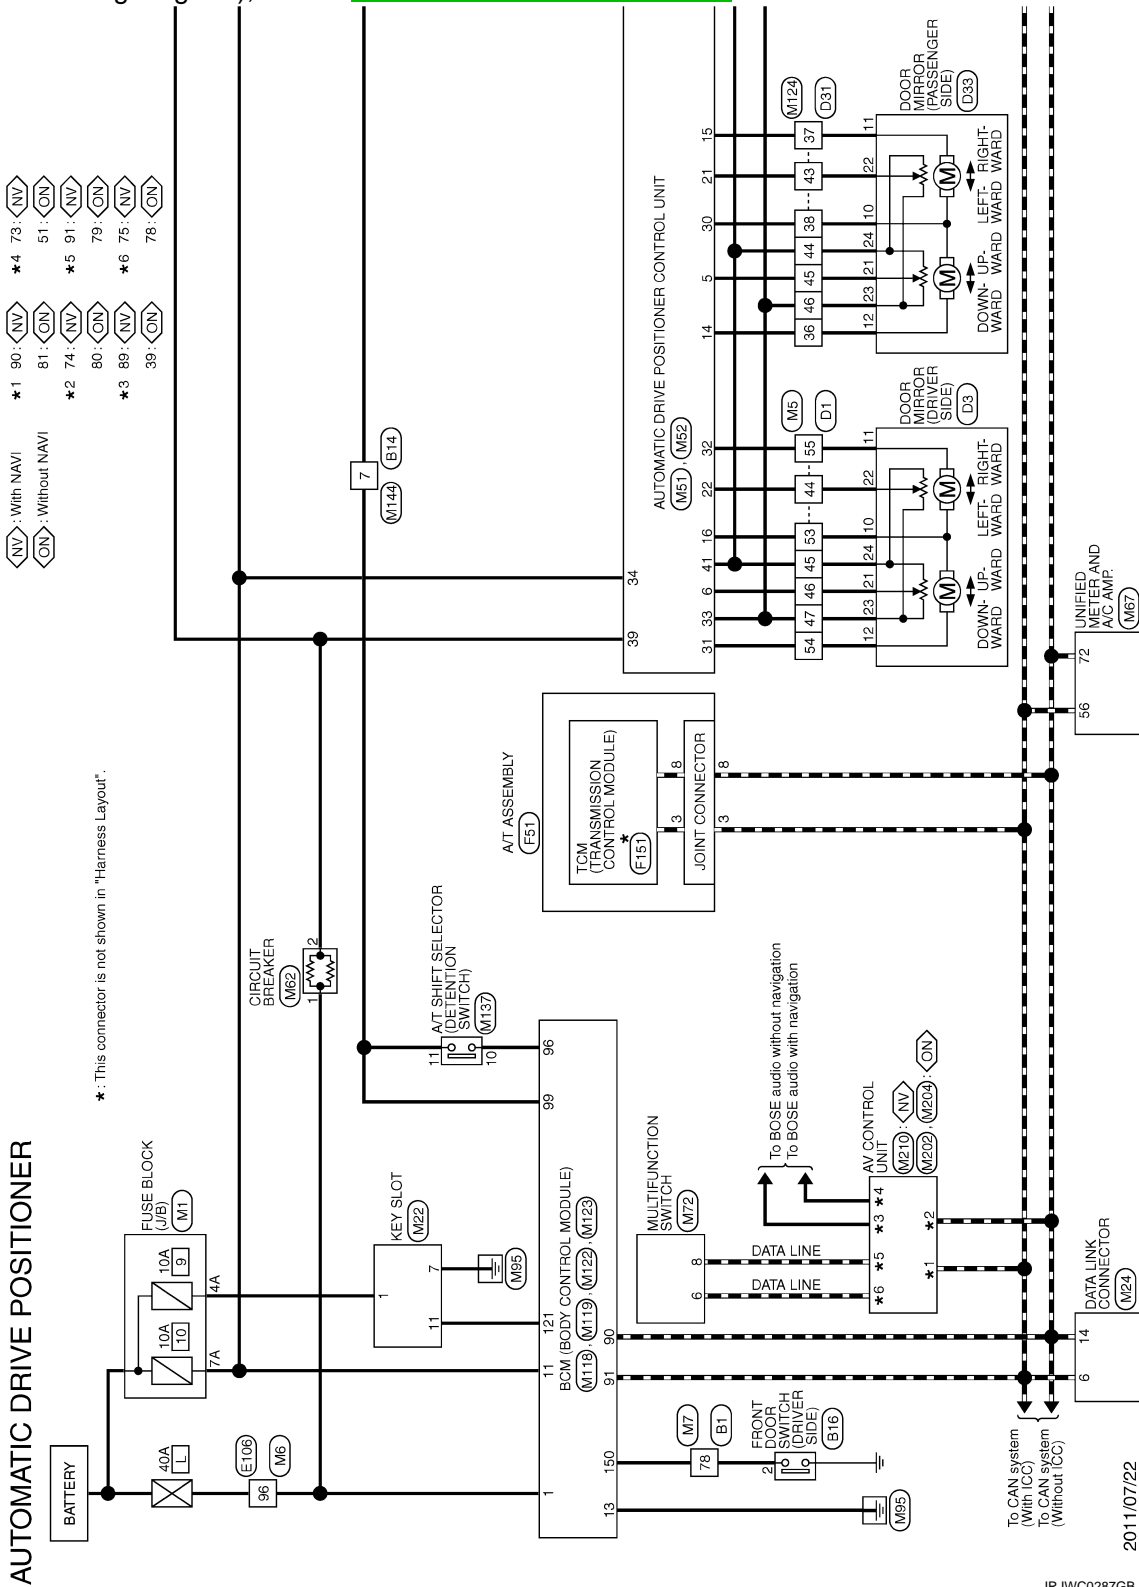 AUTOMATIC DRIVE POSITIONER
BATTERY
40A
L
E106
M6
96
FUSE BLOCK
(J/B)
M1
10A
10
10A
9
7A
4A
★ : This connector is not shown in "Harness Layout".
NV : With NAVI
ON : Without NAVI
★1 90 : NV
81 : ON
★2 74 : NV
80 : ON
★3 89 : NV
39 : ON
★4 73 : NV
51 : ON
★5 91 : NV
79 : ON
★6 75 : NV
78 : ON
KEY SLOT
M22
1
11
7
M95
CIRCUIT
BREAKER
M62
1
2
7
M144
B14
A/T SHIFT SELECTOR
(DETENTION
SWITCH)
M137
11
10
1
11
121
99
96
BCM (BODY CONTROL MODULE)
M118 , M119 , M122 , M123
13
150
91
90
A/T ASSEMBLY
F51
TCM
(TRANSMISSION
CONTROL MODULE)
★
F151
3
8
JOINT CONNECTOR
3
8
39
34
AUTOMATIC DRIVE POSITIONER CONTROL UNIT
M51 , M52
31
33
6
41
16
22
32
14
5
30
21
15
M5
D1
54
47
46
45
53
44
55
M124
D31
36
46
45
44
38
43
37
12
23
21
24
10
22
11
DOOR
MIRROR
(DRIVER
SIDE)
D3
M
M
DOWN-
WARD
UP-
WARD
LEFT-
WARD
RIGHT-
WARD
12
23
21
24
10
22
11
DOOR
MIRROR
(PASSENGER
SIDE)
D33
M
M
DOWN-
WARD
UP-
WARD
LEFT-
WARD
RIGHT-
WARD
M7
B1
78
FRONT
DOOR
SWITCH
(DRIVER
SIDE)
B16
2
M95
MULTIFUNCTION
SWITCH
M72
6
8
DATA LINE
DATA LINE
To BOSE audio without navigation
To BOSE audio with navigation
AV CONTROL
UNIT
M210 : NV
M202 , M204 : ON
★6
★5
★3
★4
★1
★2
To CAN system
(With ICC)
To CAN system
(Without ICC)
DATA LINK
CONNECTOR
M24
6
14
UNIFIED
METER AND
A/C AMP.
M67
56
72
2011/07/22